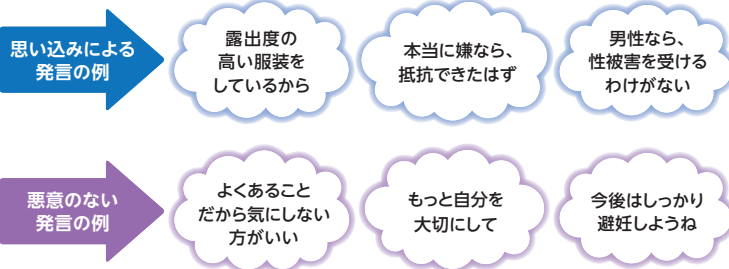 思い込みによる
発言の例
露出度の
高い服装を
しているから
本当に嫌なら、
抵抗できたはず
男性なら、
性被害を受ける
わけがない
悪意のない
発言の例
よくあること
だから気にしない
方がいい
もっと自分を
大切にして
今後はしっかり
避妊しようね